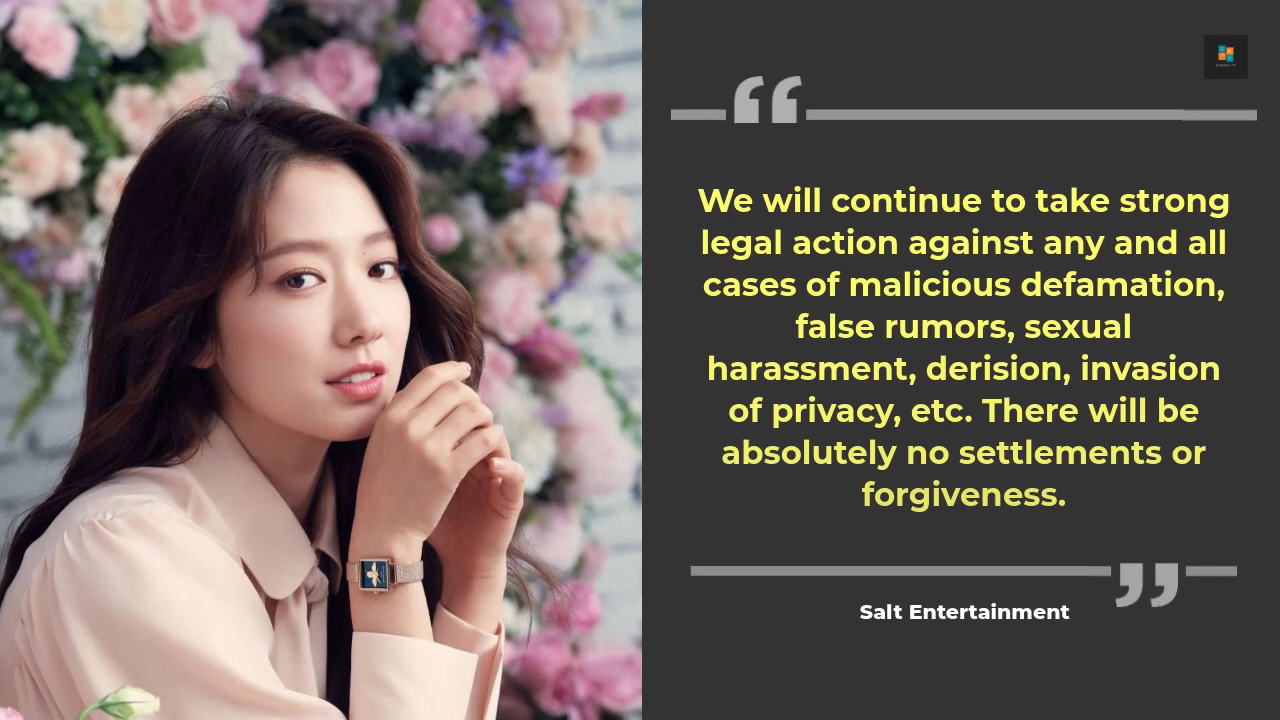 We will continue to take strong
legal action against any and all
cases of malicious defamation,
false rumors, sexual
harassment, derision, invasion
of privacy, etc. There will be
absolutely no settlements or
forgiveness.
Salt Entertainment